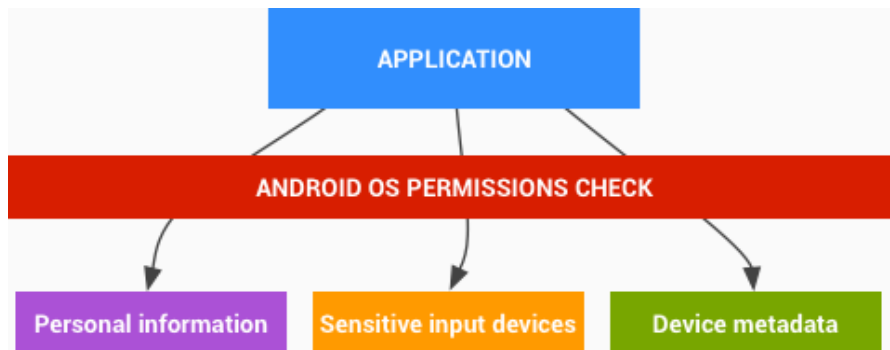 APPLICATION
ANDROID OS PERMISSIONS CHECK
Personal information
Sensitive input devices
Device metadata